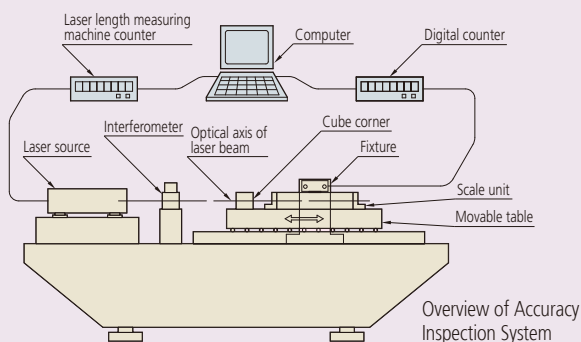 Laser length measuring
machine counter
Computer
Digital counter
Interferometer
Optical axis of
laser beam
Cube corner
Fixture
Laser source
Scale unit
Movable table
Overview of Accuracy
Inspection System